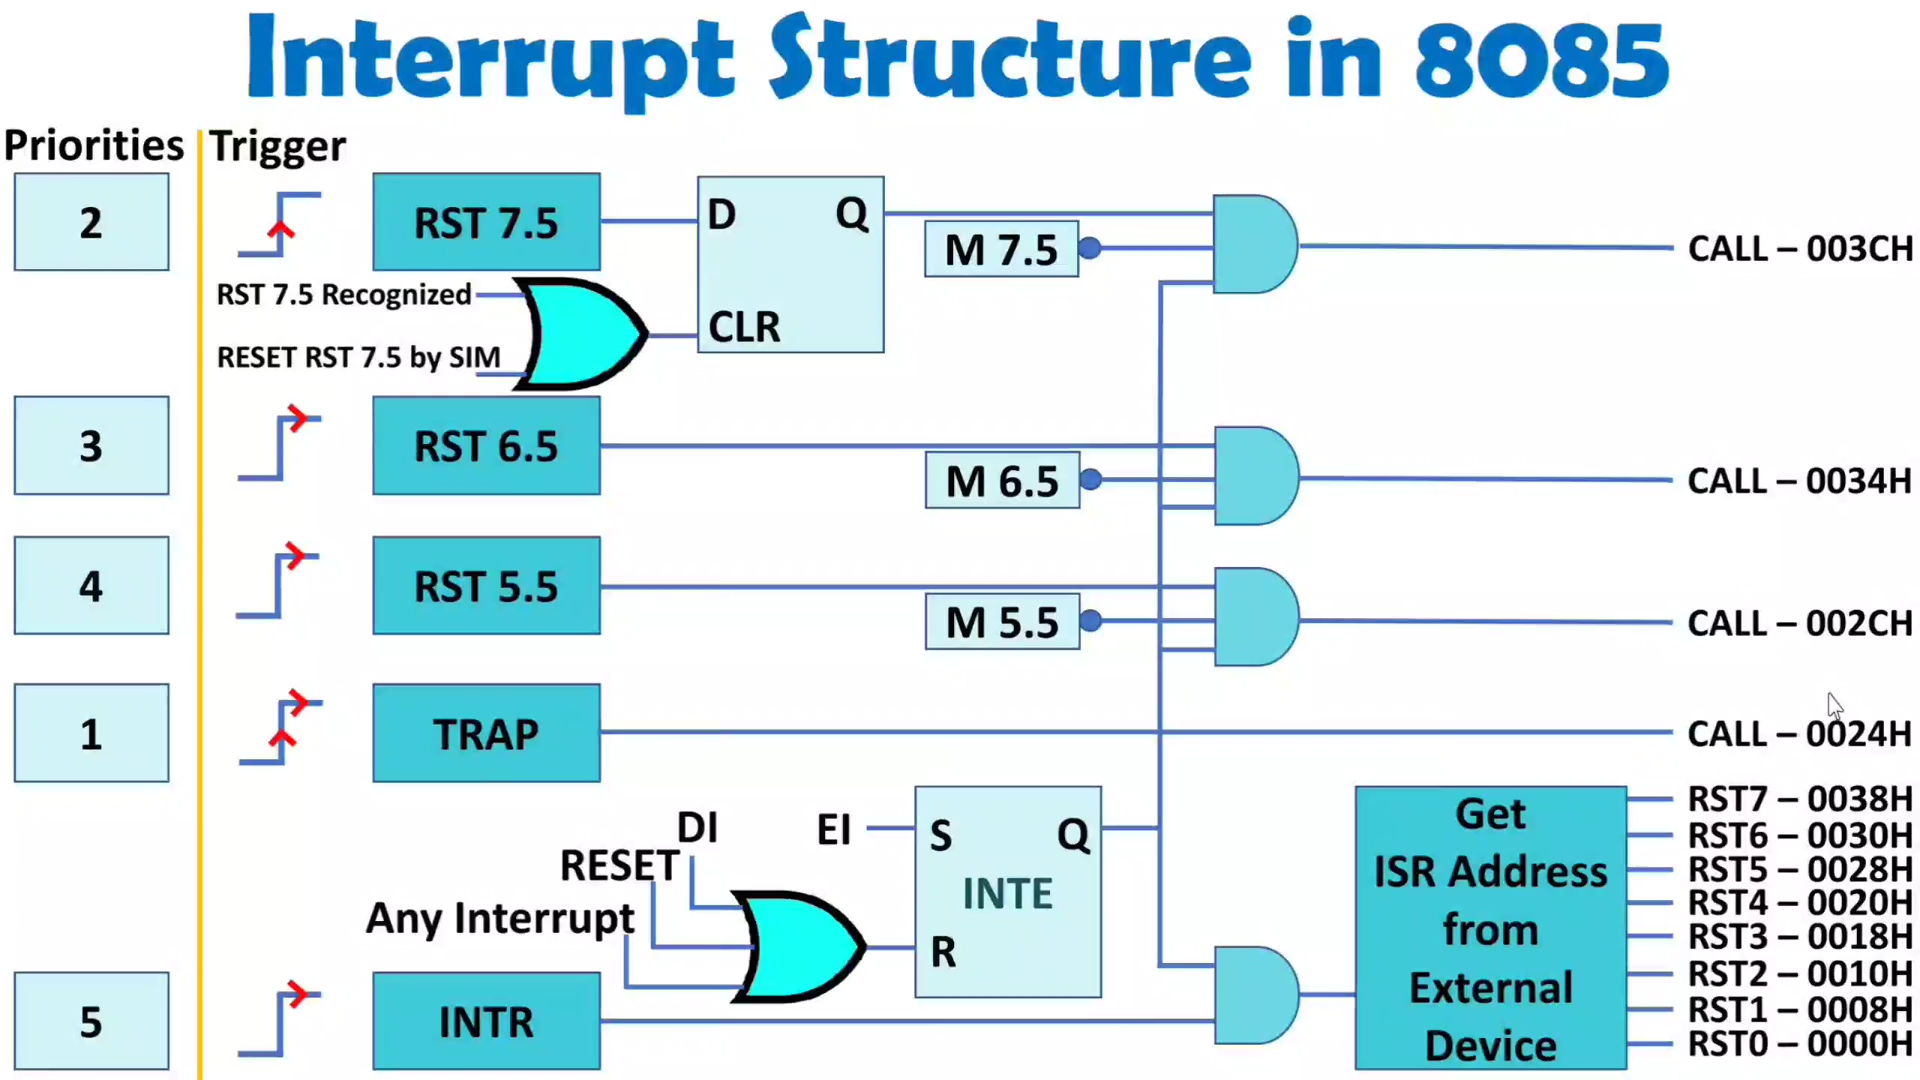 Interrupt Structure in 8085
Priorities
Trigger
2
RST 7.5
D
Q
CLR
M 7.5
CALL – 003CH
RST 7.5 Recognized
RESET RST 7.5 by SIM
3
RST 6.5
M 6.5
CALL – 0034H
4
RST 5.5
M 5.5
CALL – 002CH
1
TRAP
CALL – 0024H
DI
RESET
Any Interrupt
EI
S
Q
INTE
R
5
INTR
Get
ISR Address
from
External
Device
RST7 – 0038H
RST6 – 0030H
RST5 – 0028H
RST4 – 0020H
RST3 – 0018H
RST2 – 0010H
RST1 – 0008H
RST0 – 0000H